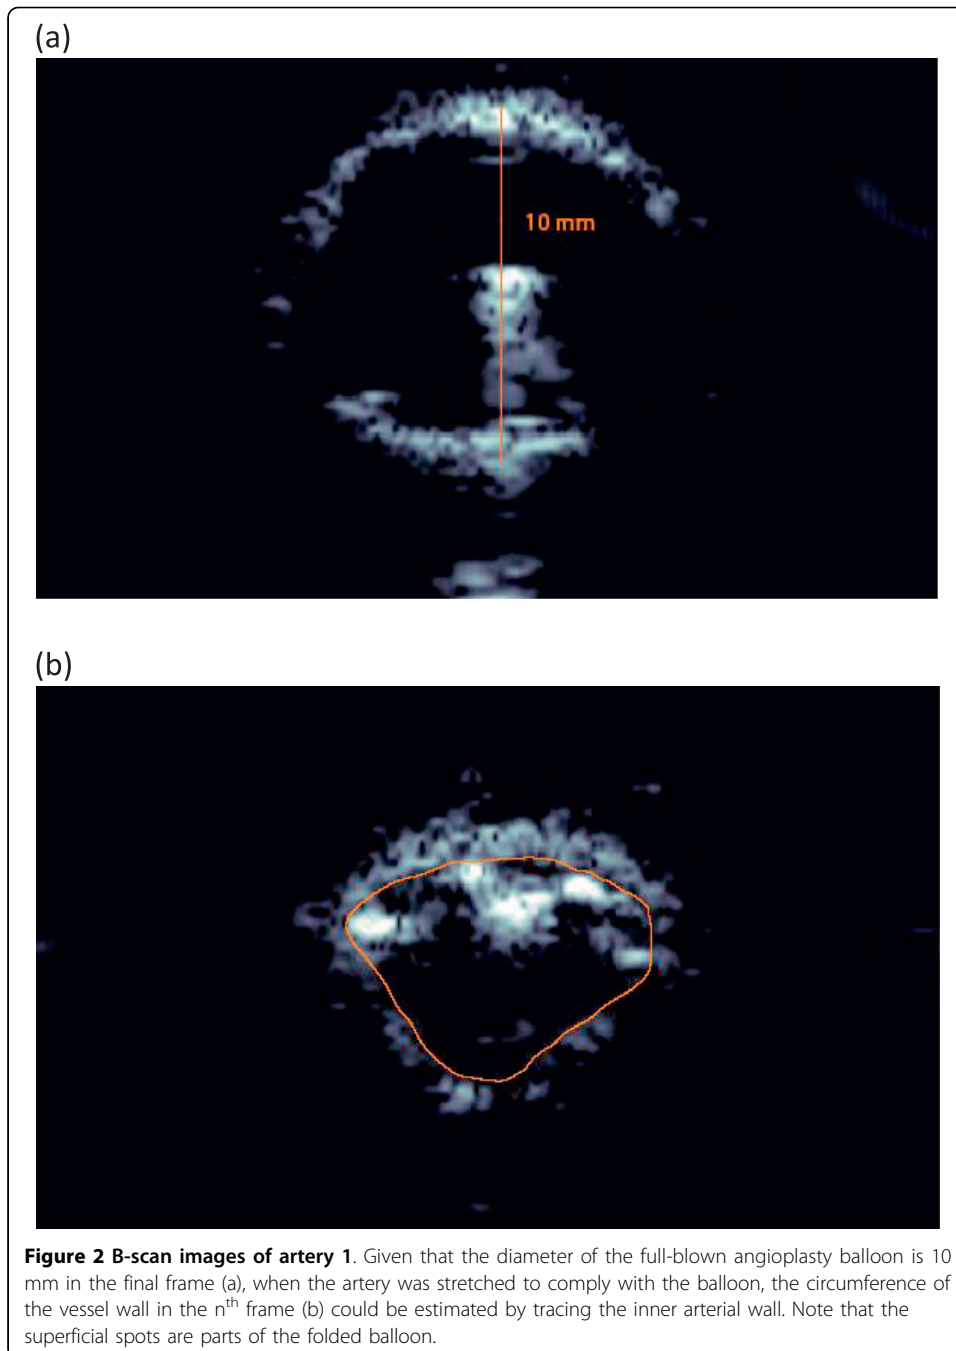 (a)
10 mm
(b)
Figure 2 B-scan images of artery 1. Given that the diameter of the full-blown angioplasty balloon is 10
mm in the final frame (a), when the artery was stretched to comply with the balloon, the circumference of
the vessel wall in the nth frame (b) could be estimated by tracing the inner arterial wall. Note that the
superficial spots are parts of the folded balloon.